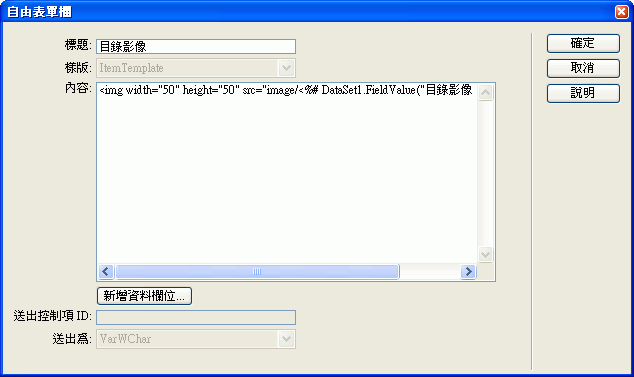 自由表單欄
標題: 目錄影像
確定
樣版: ItemTemplate
取消
內容: <img width="50" height="50" src="image/<%# DataSet1.FieldValue("目錄影像
說明
新增資料欄位...
送出控制項 ID:
送出為: VarWChar